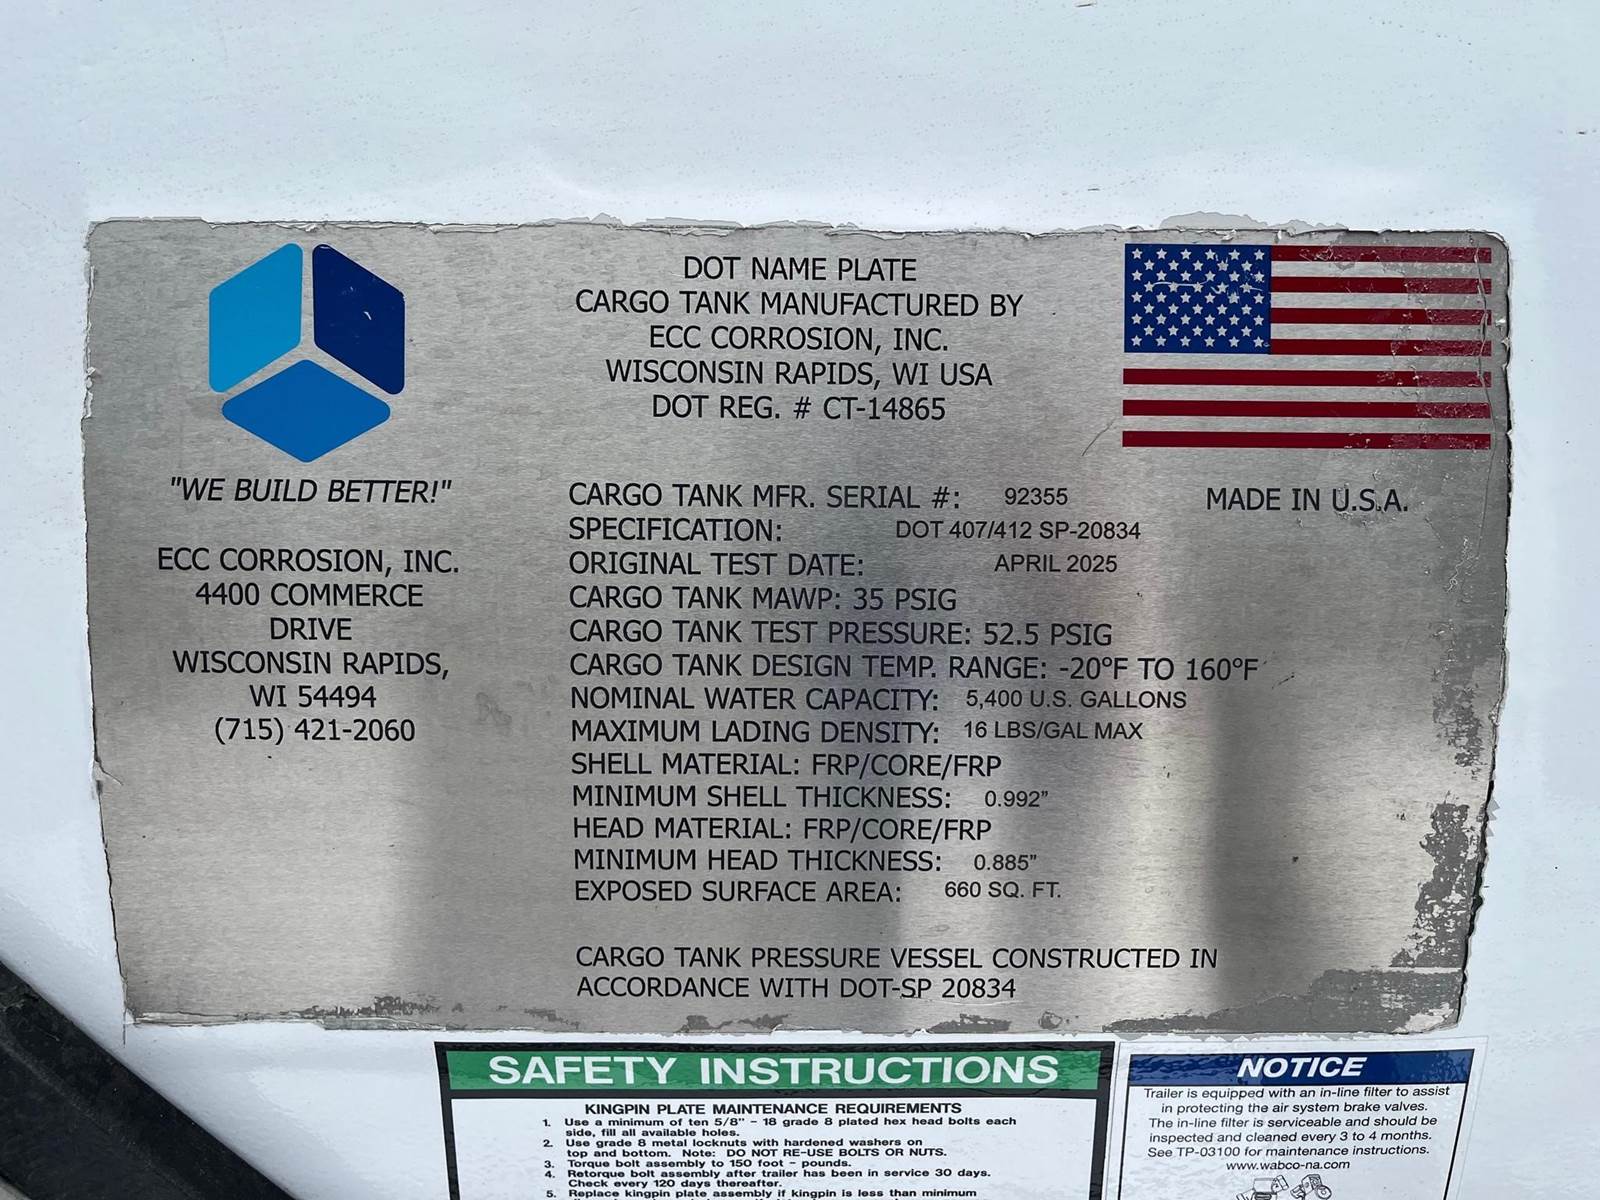 DOT NAME PLATE
CARGO TANK MANUFACTURED BY
ECC CORROSION, INC.
WISCONSIN RAPIDS, WI USA
DOT REG. # CT-14865
"WE BUILD BETTER!"
ECC CORROSION, INC.
4400 COMMERCE
DRIVE
WISCONSIN RAPIDS,
WI 54494
(715) 421-2060
CARGO TANK MFR. SERIAL #: 92355
SPECIFICATION: DOT 407/412 SP-20834
ORIGINAL TEST DATE: APRIL 2025
CARGO TANK MAWP: 35 PSIG
CARGO TANK TEST PRESSURE: 52.5 PSIG
CARGO TANK DESIGN TEMP. RANGE: -20°F TO 160°F
NOMINAL WATER CAPACITY: 5,400 U.S. GALLONS
MAXIMUM LADING DENSITY: 16 LBS/GAL MAX
SHELL MATERIAL: FRP/CORE/FRP
MINIMUM SHELL THICKNESS: 0.992"
HEAD MATERIAL: FRP/CORE/FRP
MINIMUM HEAD THICKNESS: 0.885"
EXPOSED SURFACE AREA: 660 SQ. FT.
CARGO TANK PRESSURE VESSEL CONSTRUCTED IN
ACCORDANCE WITH DOT-SP 20834
MADE IN U.S.A.
SAFETY INSTRUCTIONS
KINGPIN PLATE MAINTENANCE REQUIREMENTS
1. Use a minimum of ten 5/8" - 18 grade 8 plated hex head bolts each
side, fill all available holes.
2. Use grade 8 metal locknuts with hardened washers on
top and bottom. Note: DO NOT RE-USE BOLTS OR NUTS.
3. Torque bolt assembly to 150 foot - pounds.
4. Retorque bolt assembly after trailer has been in service 30 days.
Check every 120 days thereafter.
5. Replace kingpin plate assembly if kingpin is less than minimum
NOTICE
Trailer is equipped with an in-line filter to assist
in protecting the air system brake valves.
The in-line filter is serviceable and should be
inspected and cleaned every 3 to 4 months.
See TP-03100 for maintenance instructions.
www.wabco-na.com